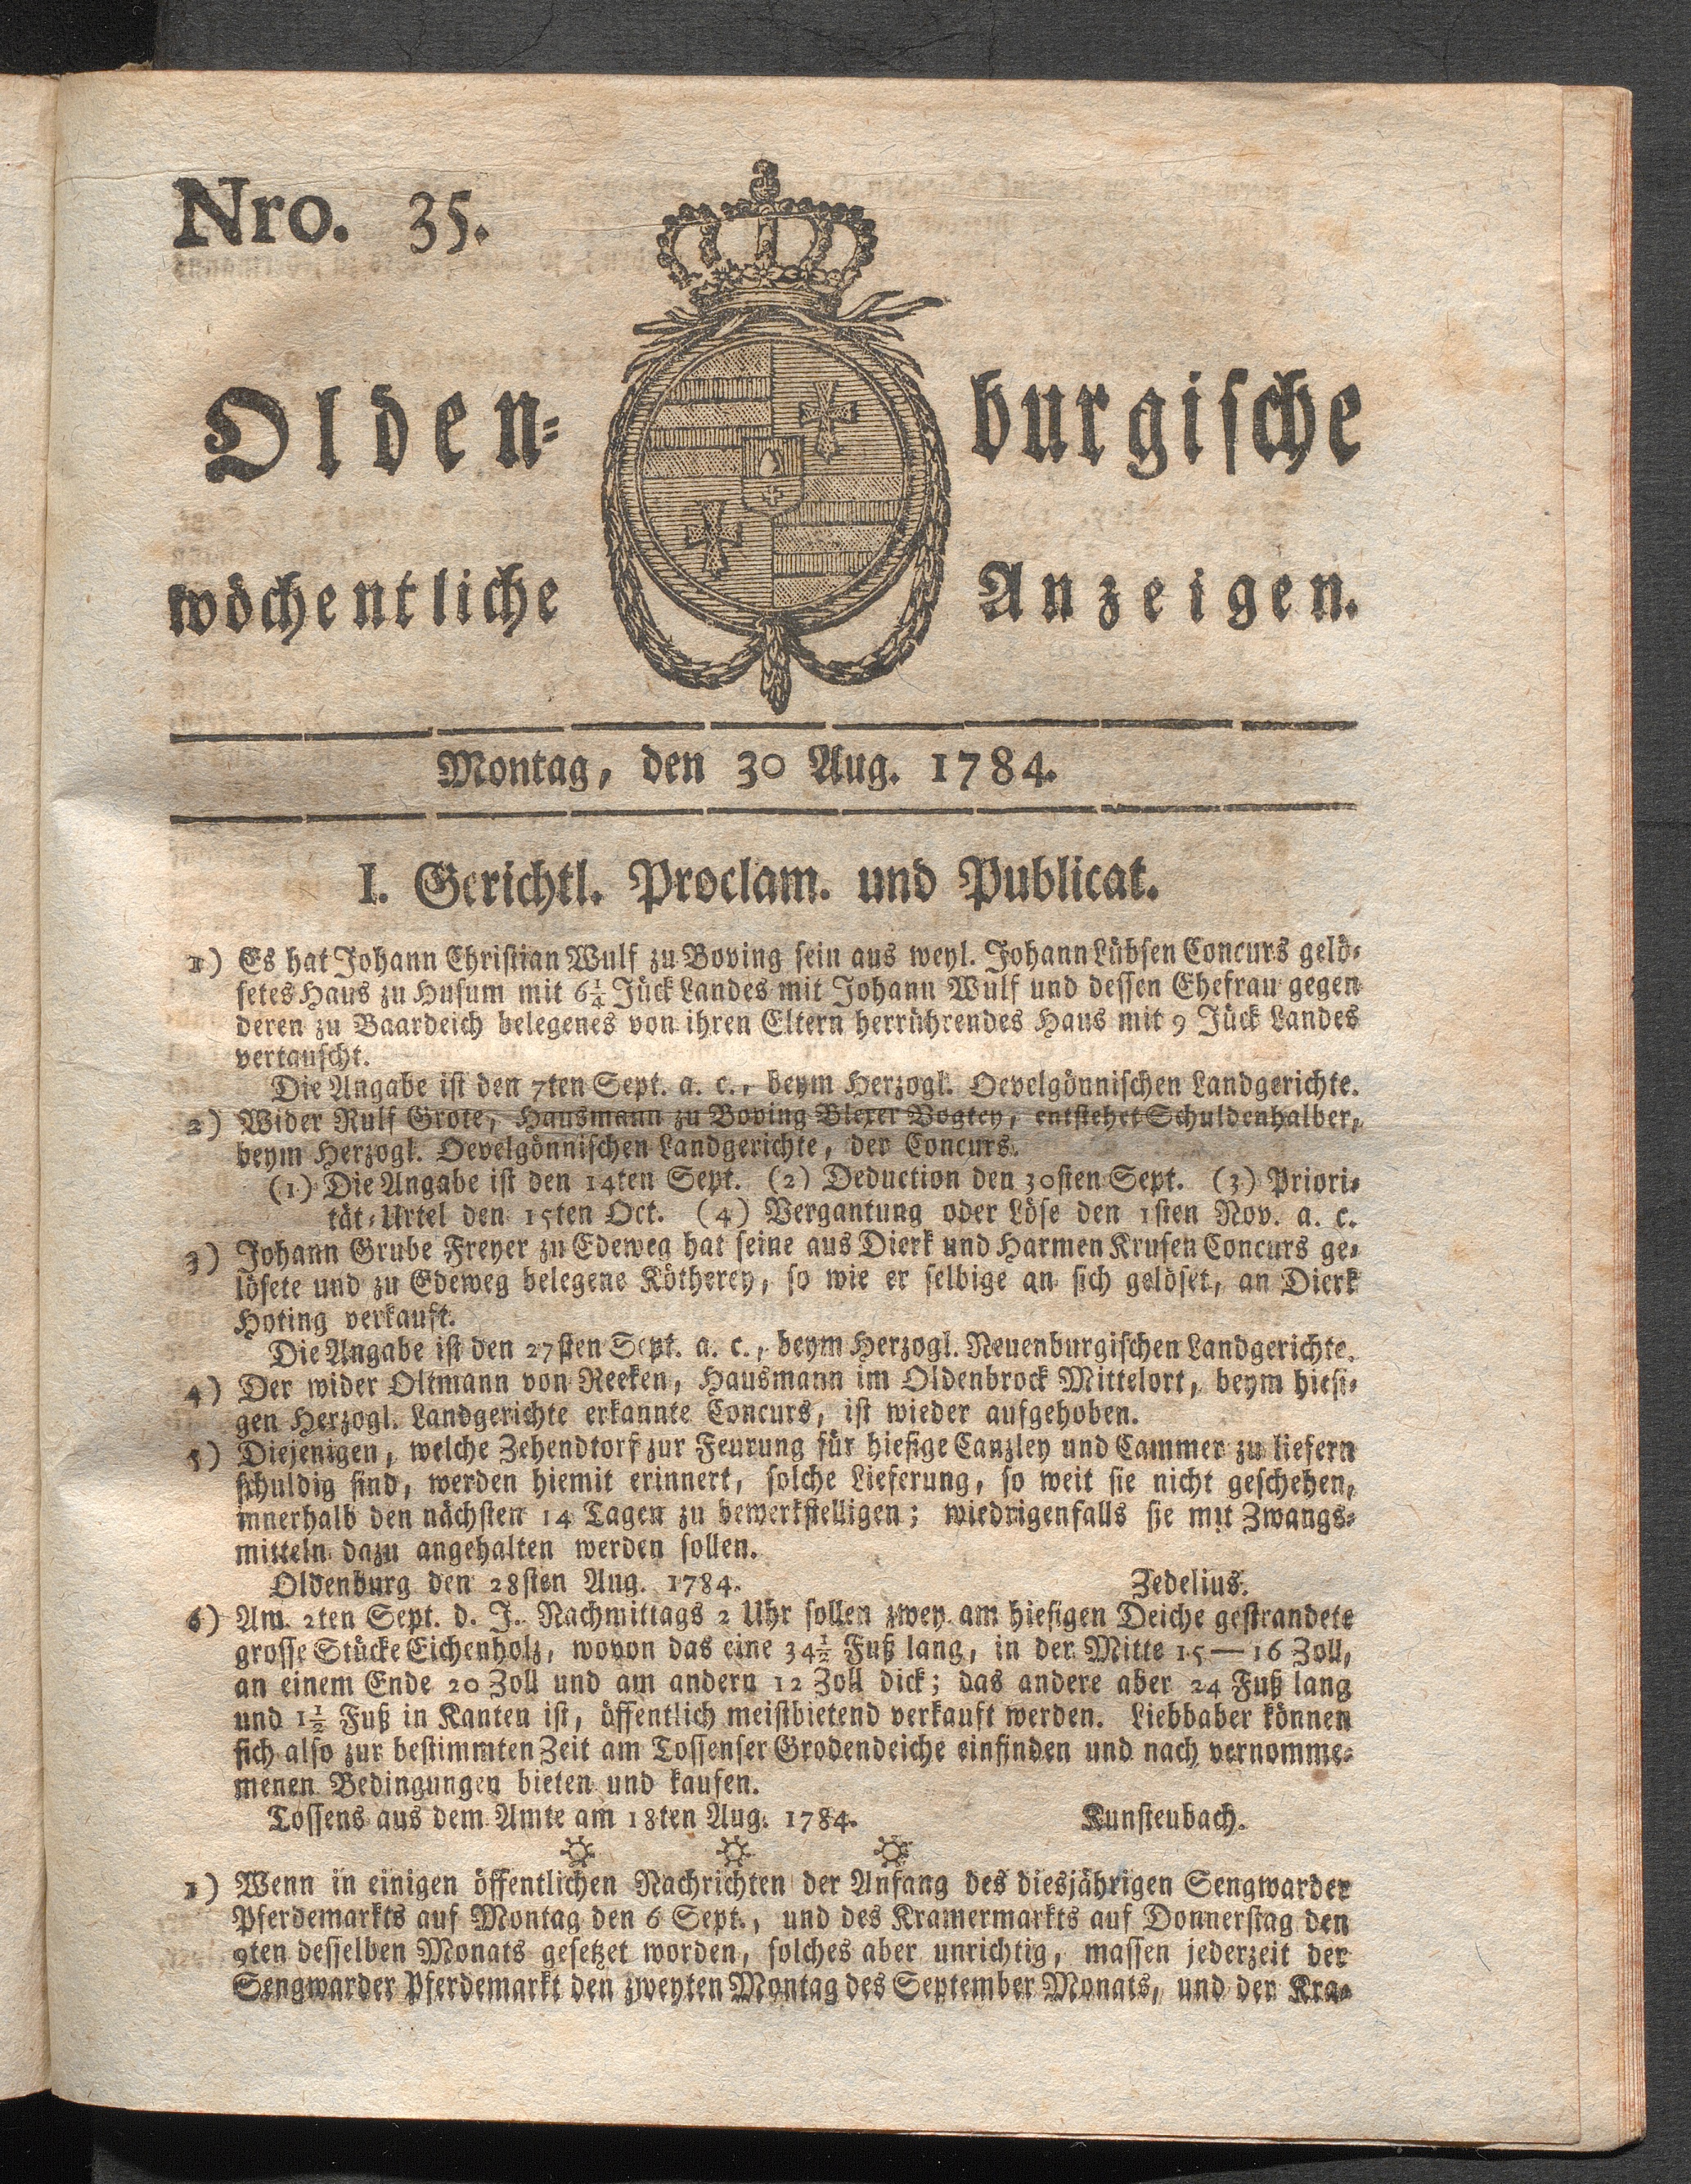 Nro. 35.
Olden-burgische
wöchentliche Anzeigen.
Montag, den 30 Aug. 1784.
I. Gerichtl. Proclam. und Publicat.
1) Es hat Johann Christian Wulf zu Boving sein aus weyl. Johann Lübsen Concurs gelö-
setes Haus zu Husum mit 6¼ Jück Landes mit Johann Wulf und dessen Ehefrau gegen
deren zu Baardeich belegenes von ihren Eltern herrührendes Haus mit 9 Jück Landes
vertauscht.
Die Angabe ist den 7ten Sept. a. c., beym Herzogl. Oevelgönnischen Landgerichte.
2) Wider Rulf Grote, Hausmann zu Boving Blexer Vogtey, entstehet Schuldenhalber,
beym Herzogl. Oevelgönnischen Landgerichte, der Concurs.
(1) Die Angabe ist den 14ten Sept. (2) Deduction den 30sten Sept. (3) Priori-
tät-Urtel den 15ten Oct. (4) Vergantung oder Löse den 1sten Nov. a. c.
3) Johann Grube Freyer zu Edeweg hat seine aus Dierk und Harmen Krusen Concurs ge-
lösete und zu Edeweg belegene Kötherey, so wie er selbige an sich gelöset, an Dierk
Hoting verkauft.
Die Angabe ist den 27sten Sept. a. c., beym Herzogl. Neuenburgischen Landgerichte.
4) Der wider Oltmann von Reeken, Hausmann im Oldenbrock Mittelort, beym hiesi-
gen Herzogl. Landgerichte erkannte Concurs, ist wieder aufgehoben.
5) Diejenigen, welche Zehendtorf zur Feurung für hiesige Canzley und Cammer zu liefern
schuldig sind, werden hiemit erinnert, solche Lieferung, so weit sie nicht geschehen,
innerhalb den nächsten 14 Tagen zu bewerkstelligen; wiedrigenfalls sie mit Zwangs-
mitteln dazu angehalten werden sollen.
Oldenburg den 28sten Aug. 1784. Zedelius.
6) Am 2ten Sept. d. J. Nachmittags 2 Uhr sollen zwey am hiesigen Deiche gestrandete
grosse Stücke Eichenholz, wovon das eine 34½ Fuß lang, in der Mitte 15—16 Zoll,
an einem Ende 20 Zoll und am andern 12 Zoll dick; das andere aber 24 Fuß lang
und 1½ Fuß in Kanten ist, öffentlich meistbietend verkauft werden. Liebbaber können
sich also zur bestimmten Zeit am Tossenser Grodendeiche einfinden und nach vernomme-
menen Bedingungen bieten und kaufen.
Tossens aus dem Amte am 18ten Aug. 1784. Kunsteubach.
1) Wenn in einigen öffentlichen Nachrichten der Anfang des diesjährigen Sengwarder
Pferdemarkts auf Montag den 6 Sept., und des Kramermarkts auf Donnerstag den
9ten desselben Monats gesetzet worden, solches aber unrichtig, massen jederzeit der
Sengwarder Pferdemarkt den zweyten Montag des September Monats, und der Kra-